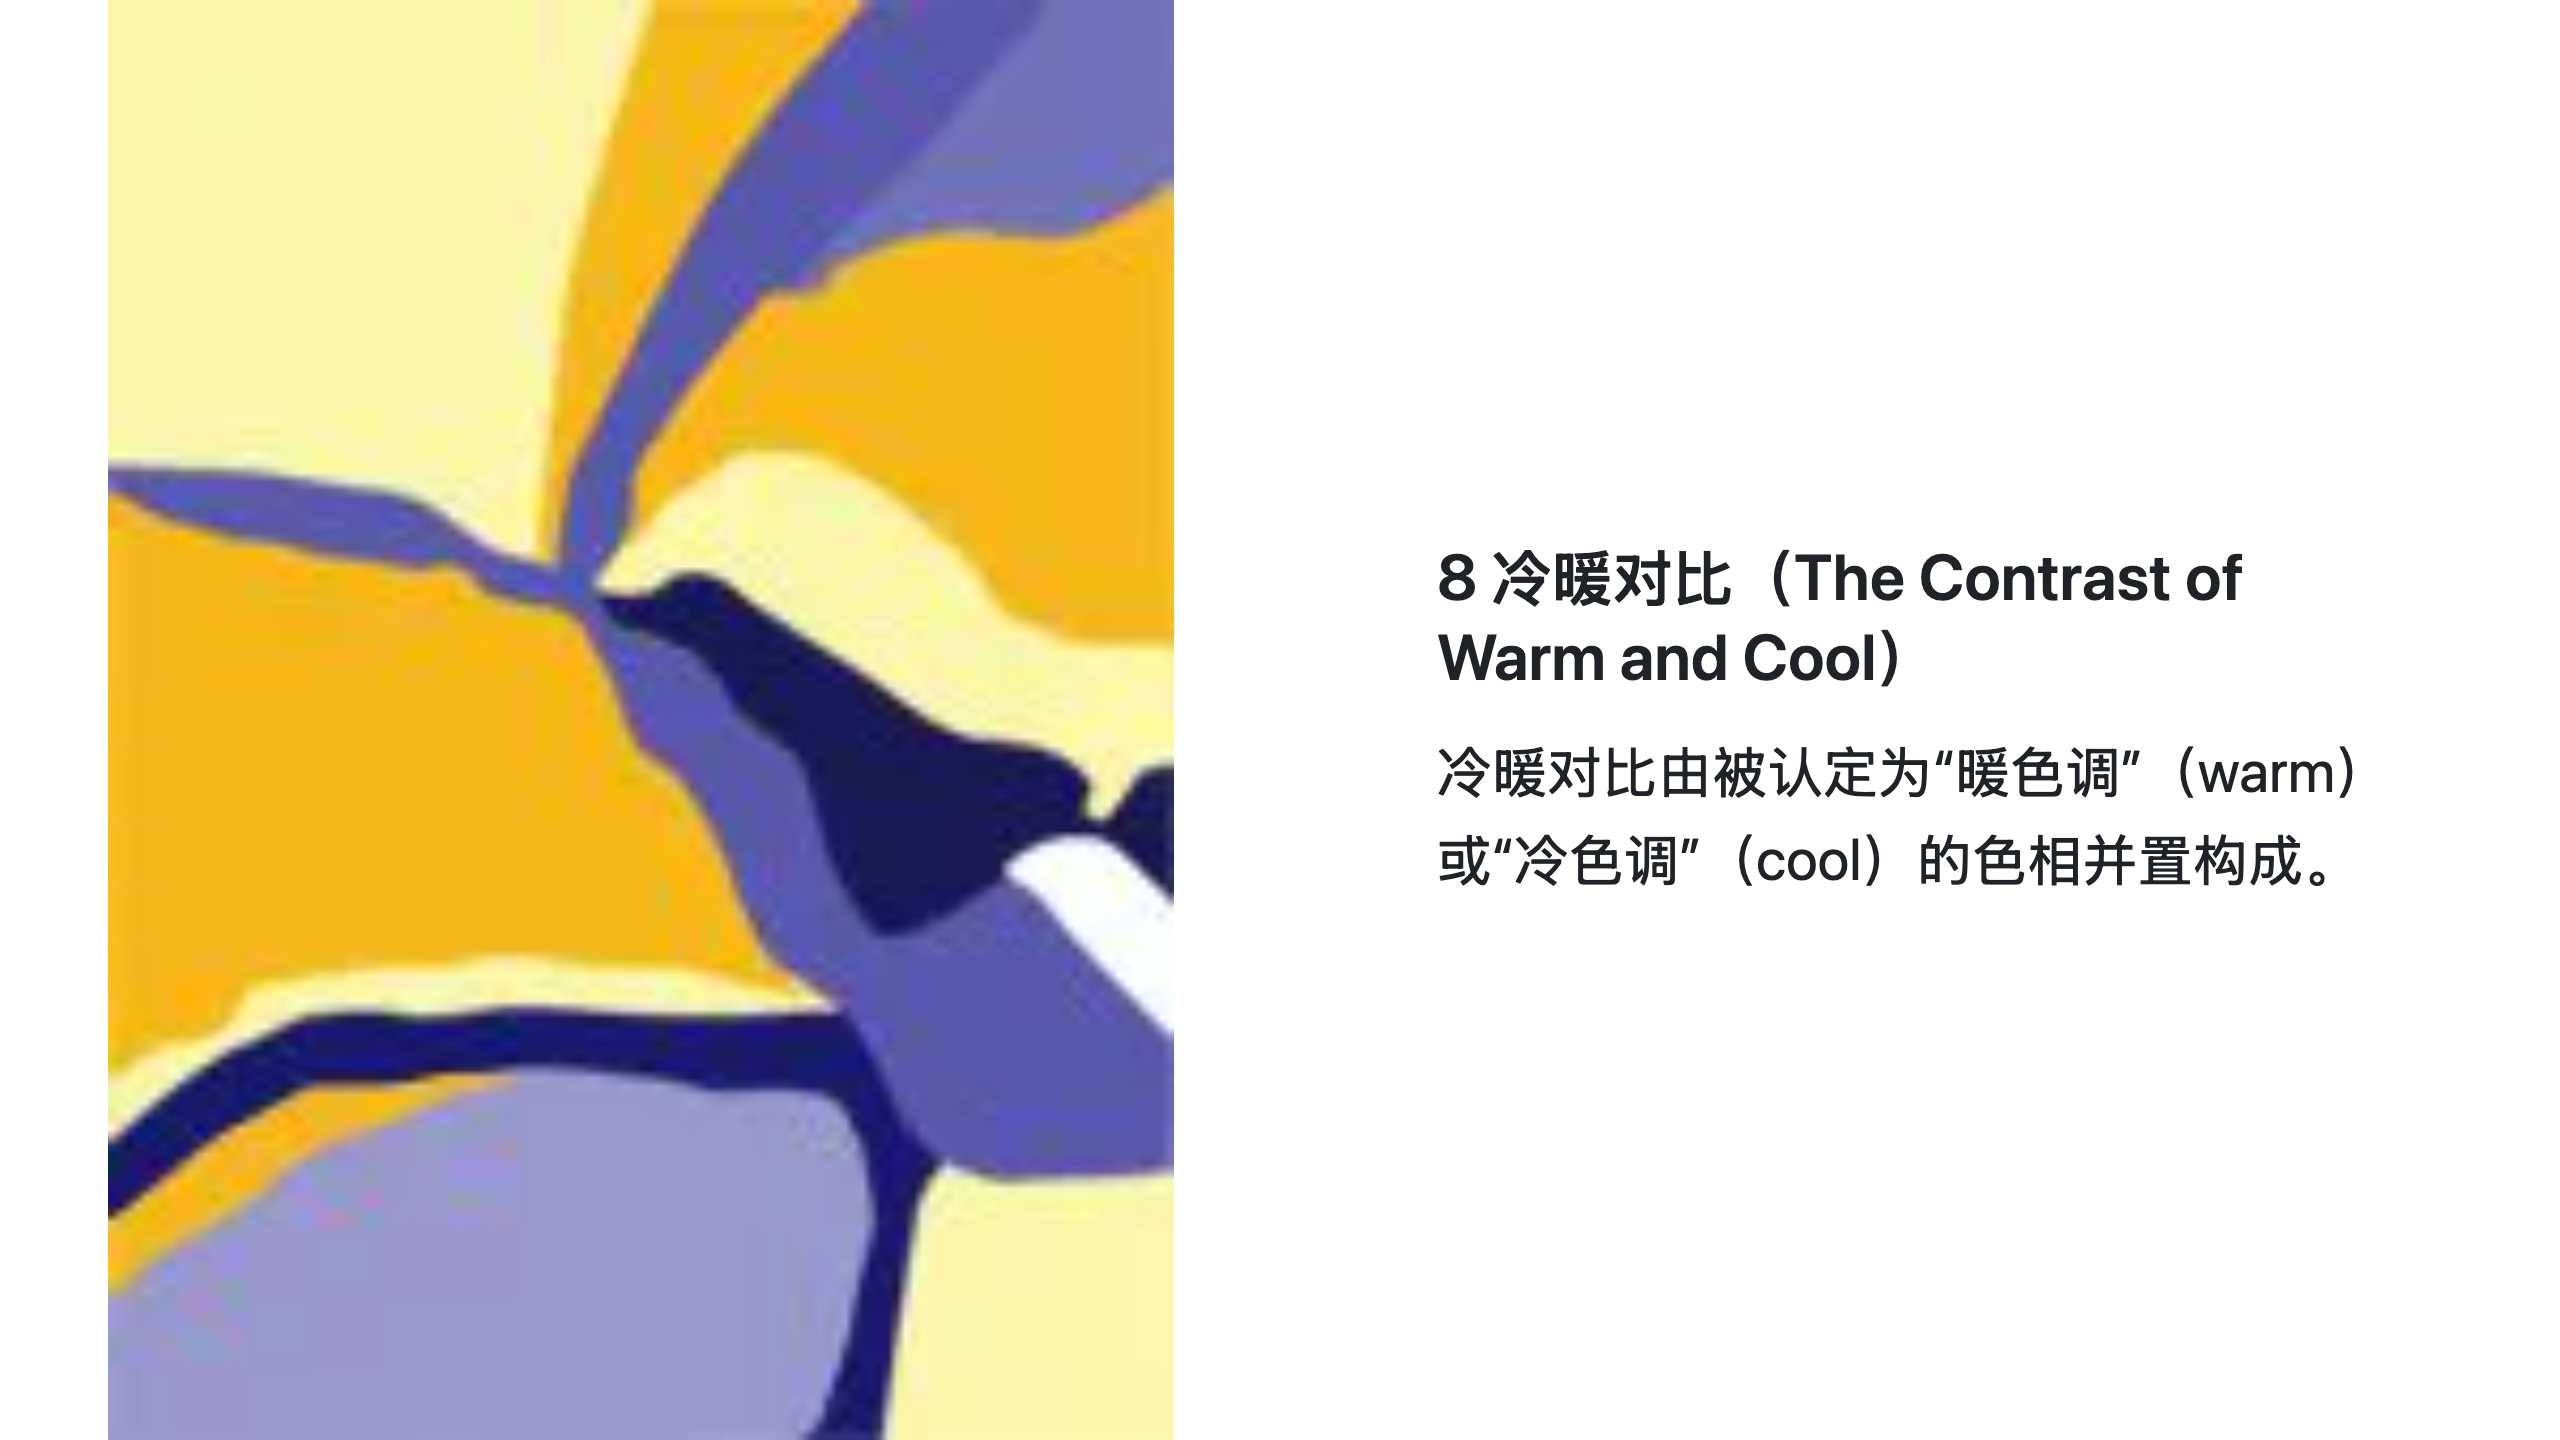 8 冷暖对比（The Contrast of
Warm and Cool）
冷暖对比由被认定为“暖色调”（warm）
或“冷色调”（cool）的色相并置构成。